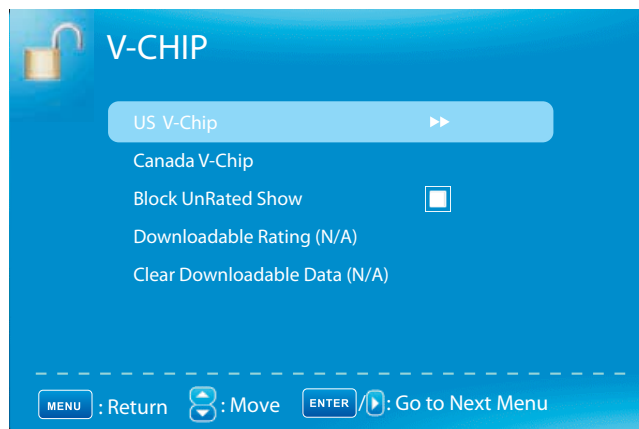 V-CHIP
US V-Chip
Canada V-Chip
Block UnRated Show
Downloadable Rating (N/A)
Clear Downloadable Data (N/A)
MENU : Return : Move ENTER / : Go to Next Menu